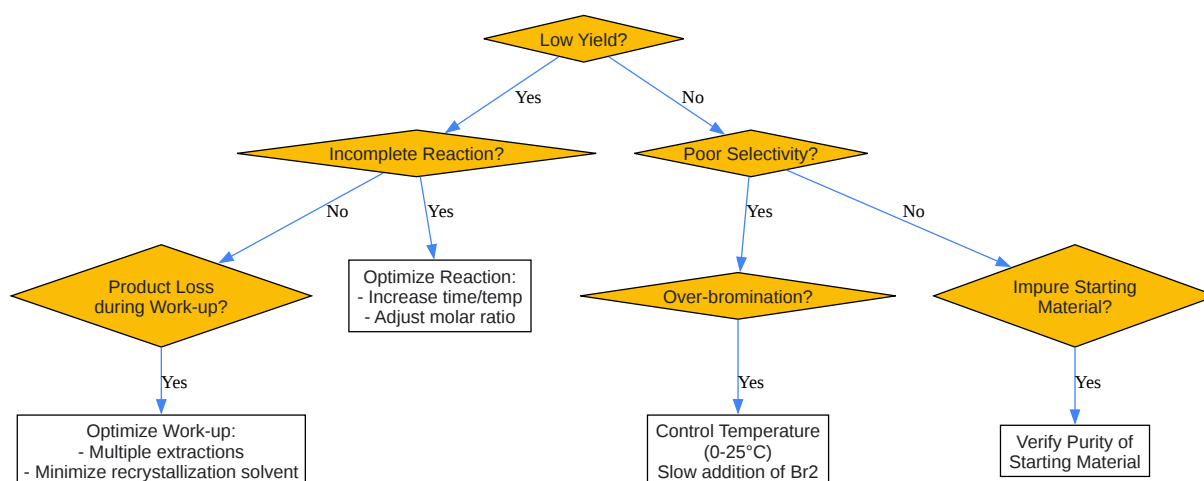 Low Yield?
Yes
No
Incomplete Reaction?
Poor Selectivity?
No
Yes
Yes
No
Product Loss
during Work-up?
Optimize Reaction:
- Increase time/temp
- Adjust molar ratio
Over-bromination?
Impure Starting
Material?
Yes
Yes
Yes
Optimize Work-up:
- Multiple extractions
- Minimize recrystallization solvent
Control Temperature
(0-25°C)
Slow addition of Br2
Verify Purity of
Starting Material